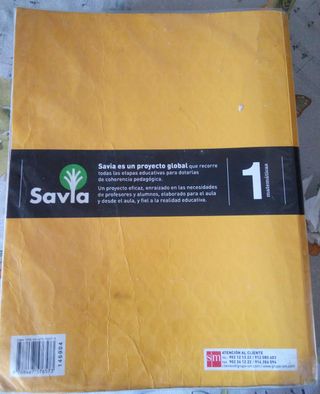 Savia es un proyecto global que recorre
todas las etapas educativas para dotarlas
de coherencia pedagógica.
Un proyecto eficaz, enraizado en las necesidades
de profesores y alumnos, elaborado para el aula
y desde el aula, y fiel a la realidad educativa.
Savia
1
matemáticas
146904
sm
ATENCIÓN AL CLIENTE